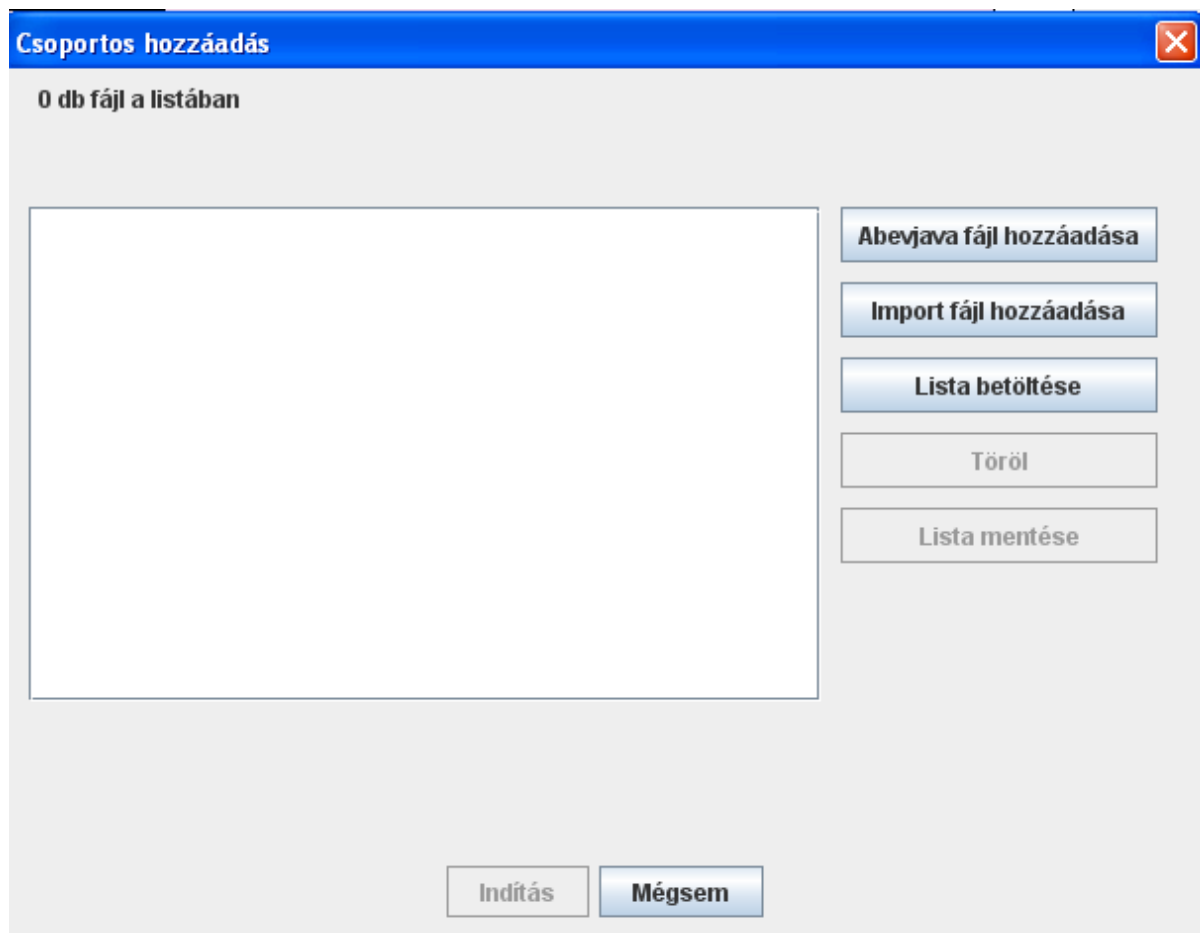 Csoportos hozzáadás
0 db fájl a listában
Abevjava fájl hozzáadása
Import fájl hozzáadása
Lista betöltése
Töröl
Lista mentése
Indítás
Mégsem